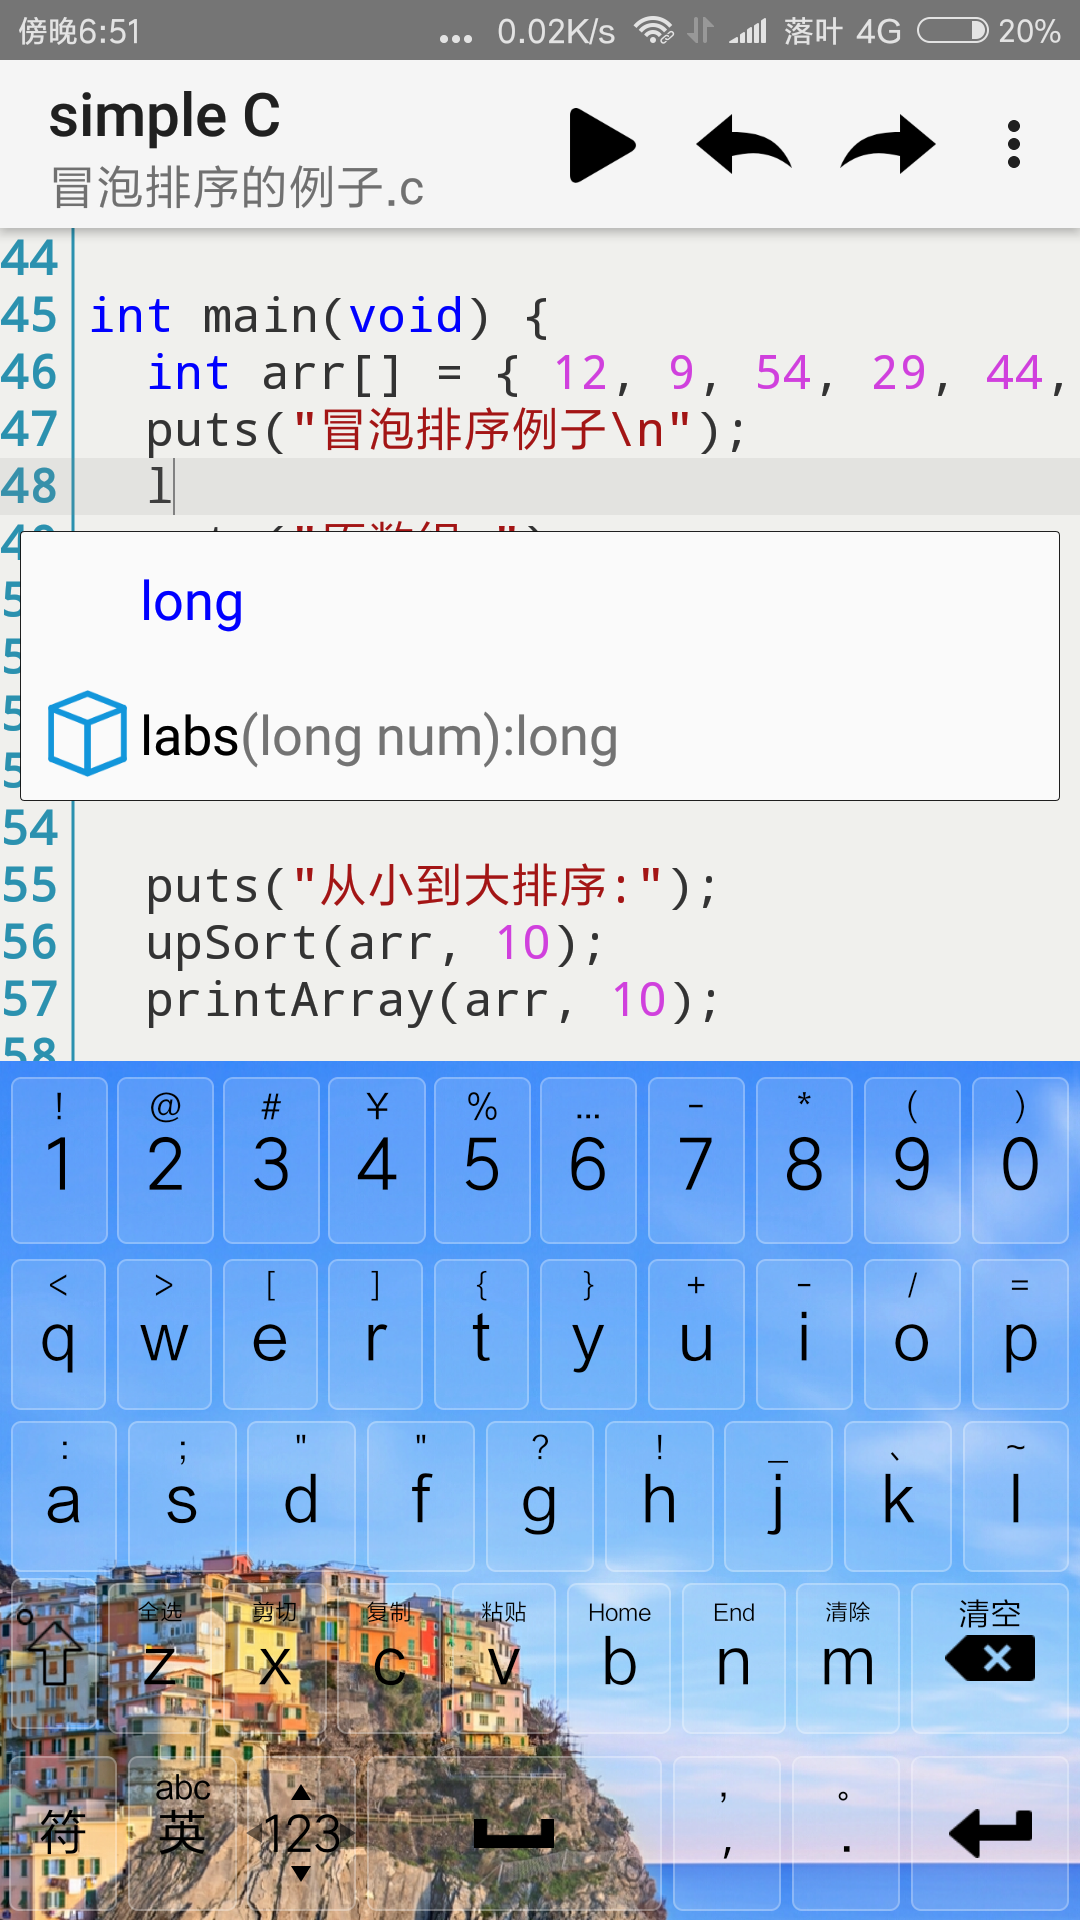 傍晚6:51 ... 0.02K/s 落叶 4G 20%
simple C
冒泡排序的例子.c
44
45 int main(void) {
46 int arr[] = { 12, 9, 54, 29, 44,
47 puts("冒泡排序例子\n");
48 l
long
labs(long num):long
54
55 puts("从小到大排序:");
56 upSort(arr, 10);
57 printArray(arr, 10);
58
! @ # ¥ % ... - * ( )
1 2 3 4 5 6 7 8 9 0
< > [ ] { } + - / =
q w e r t y u i o p
: ; " " ? ! _ 、 ~
a s d f g h j k l
全选 剪切 复制 粘贴 Home End 清除 清空
z x c v b n m
abc , 。
符 英 123 , .